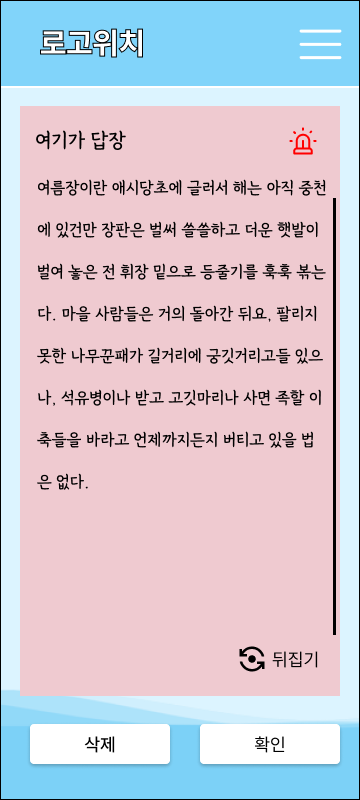 로고위치
여기가 답장
여름장이란 애시당초에 글러서 해는 아직 중천
에 있건만 장판은 벌써 쓸쓸하고 더운 햇발이
벌여 놓은 전 휘장 밑으로 등줄기를 훅훅 볶는
다. 마을 사람들은 거의 돌아간 뒤요, 팔리지
못한 나무꾼패가 길거리에 궁깃거리고들 있으
나, 석유병이나 받고 고깃마리나 사면 족할 이
축들을 바라고 언제까지든지 버티고 있을 법
은 없다.
뒤집기
삭제
확인